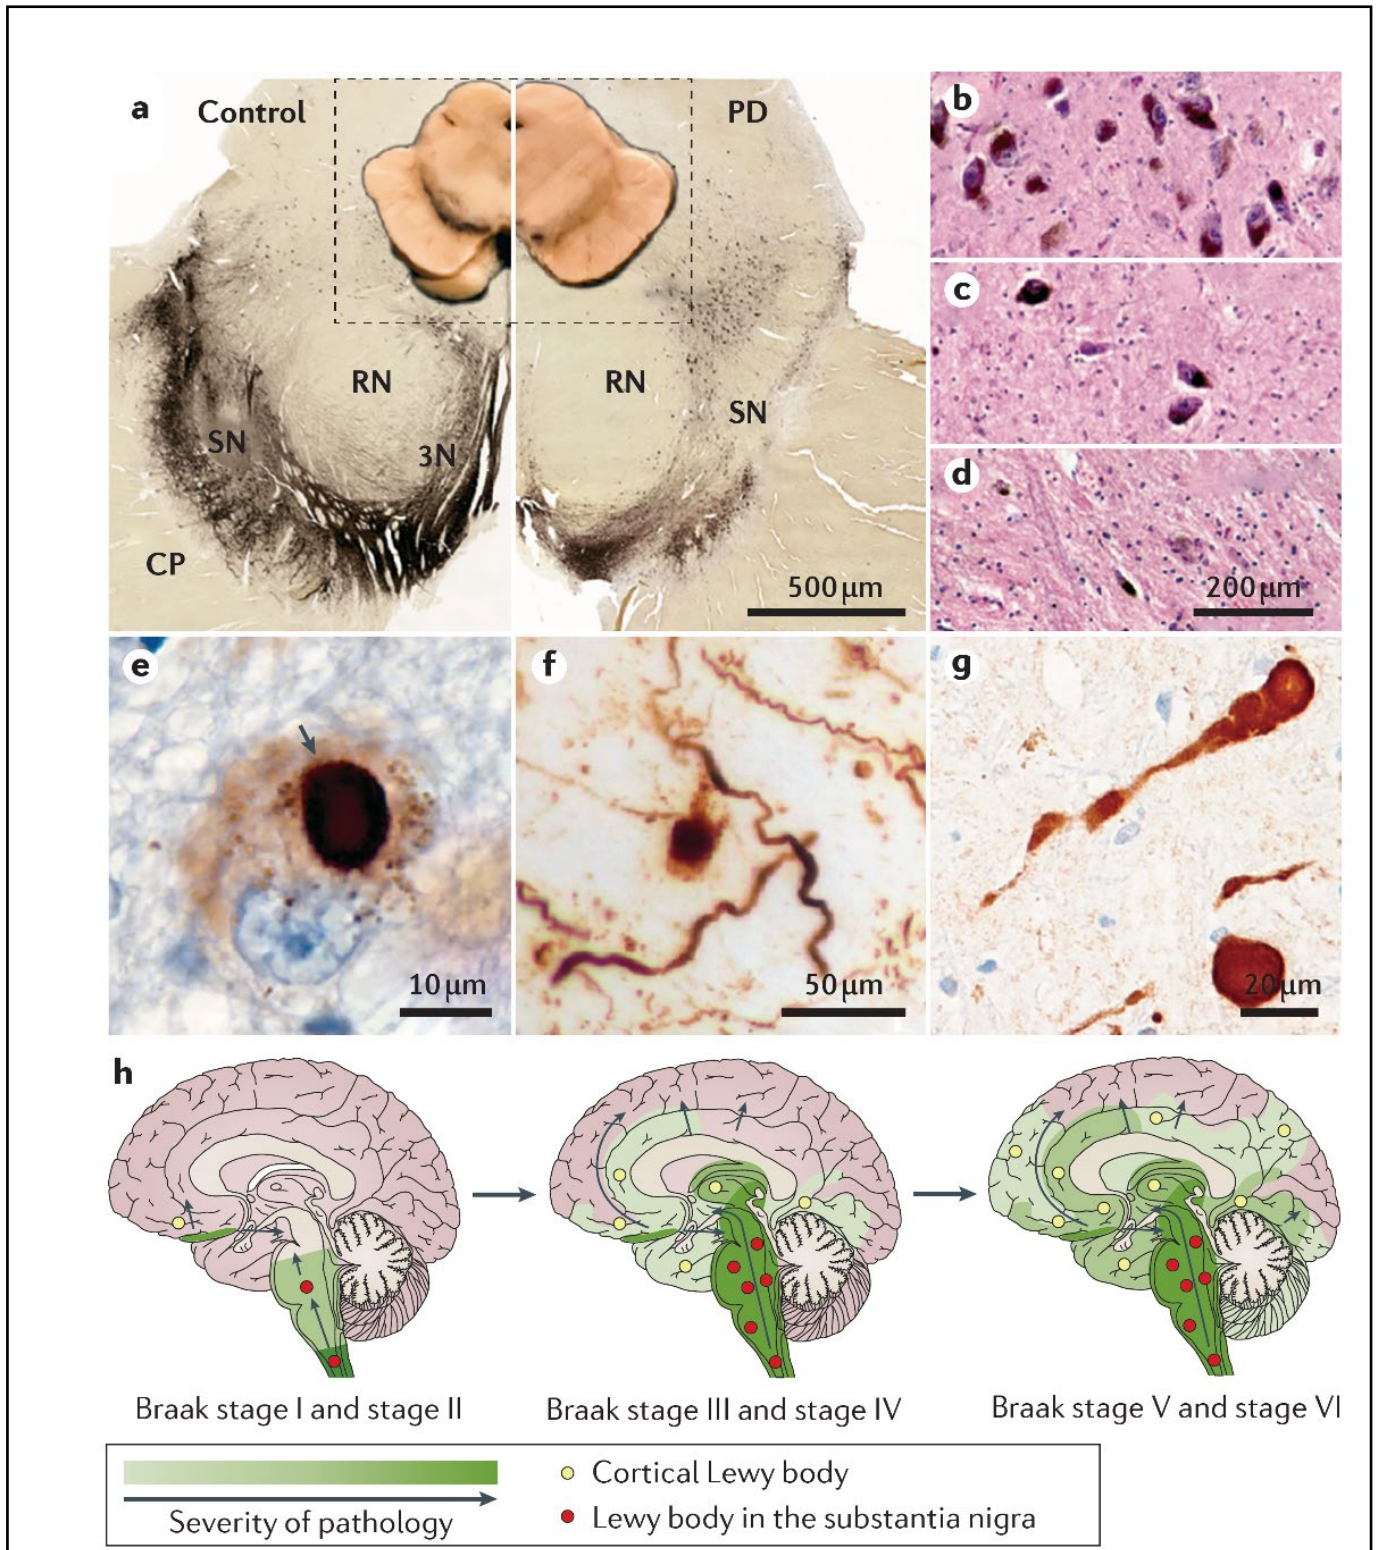 a
Control
PD
RN
RN
SN
SN
3N
CP
500 µm
b
c
d
200 µm
e
10 µm
f
50 µm
g
20 µm
h
Braak stage I and stage II
Braak stage III and stage IV
Braak stage V and stage VI
Severity of pathology
Cortical Lewy body
Lewy body in the substantia nigra